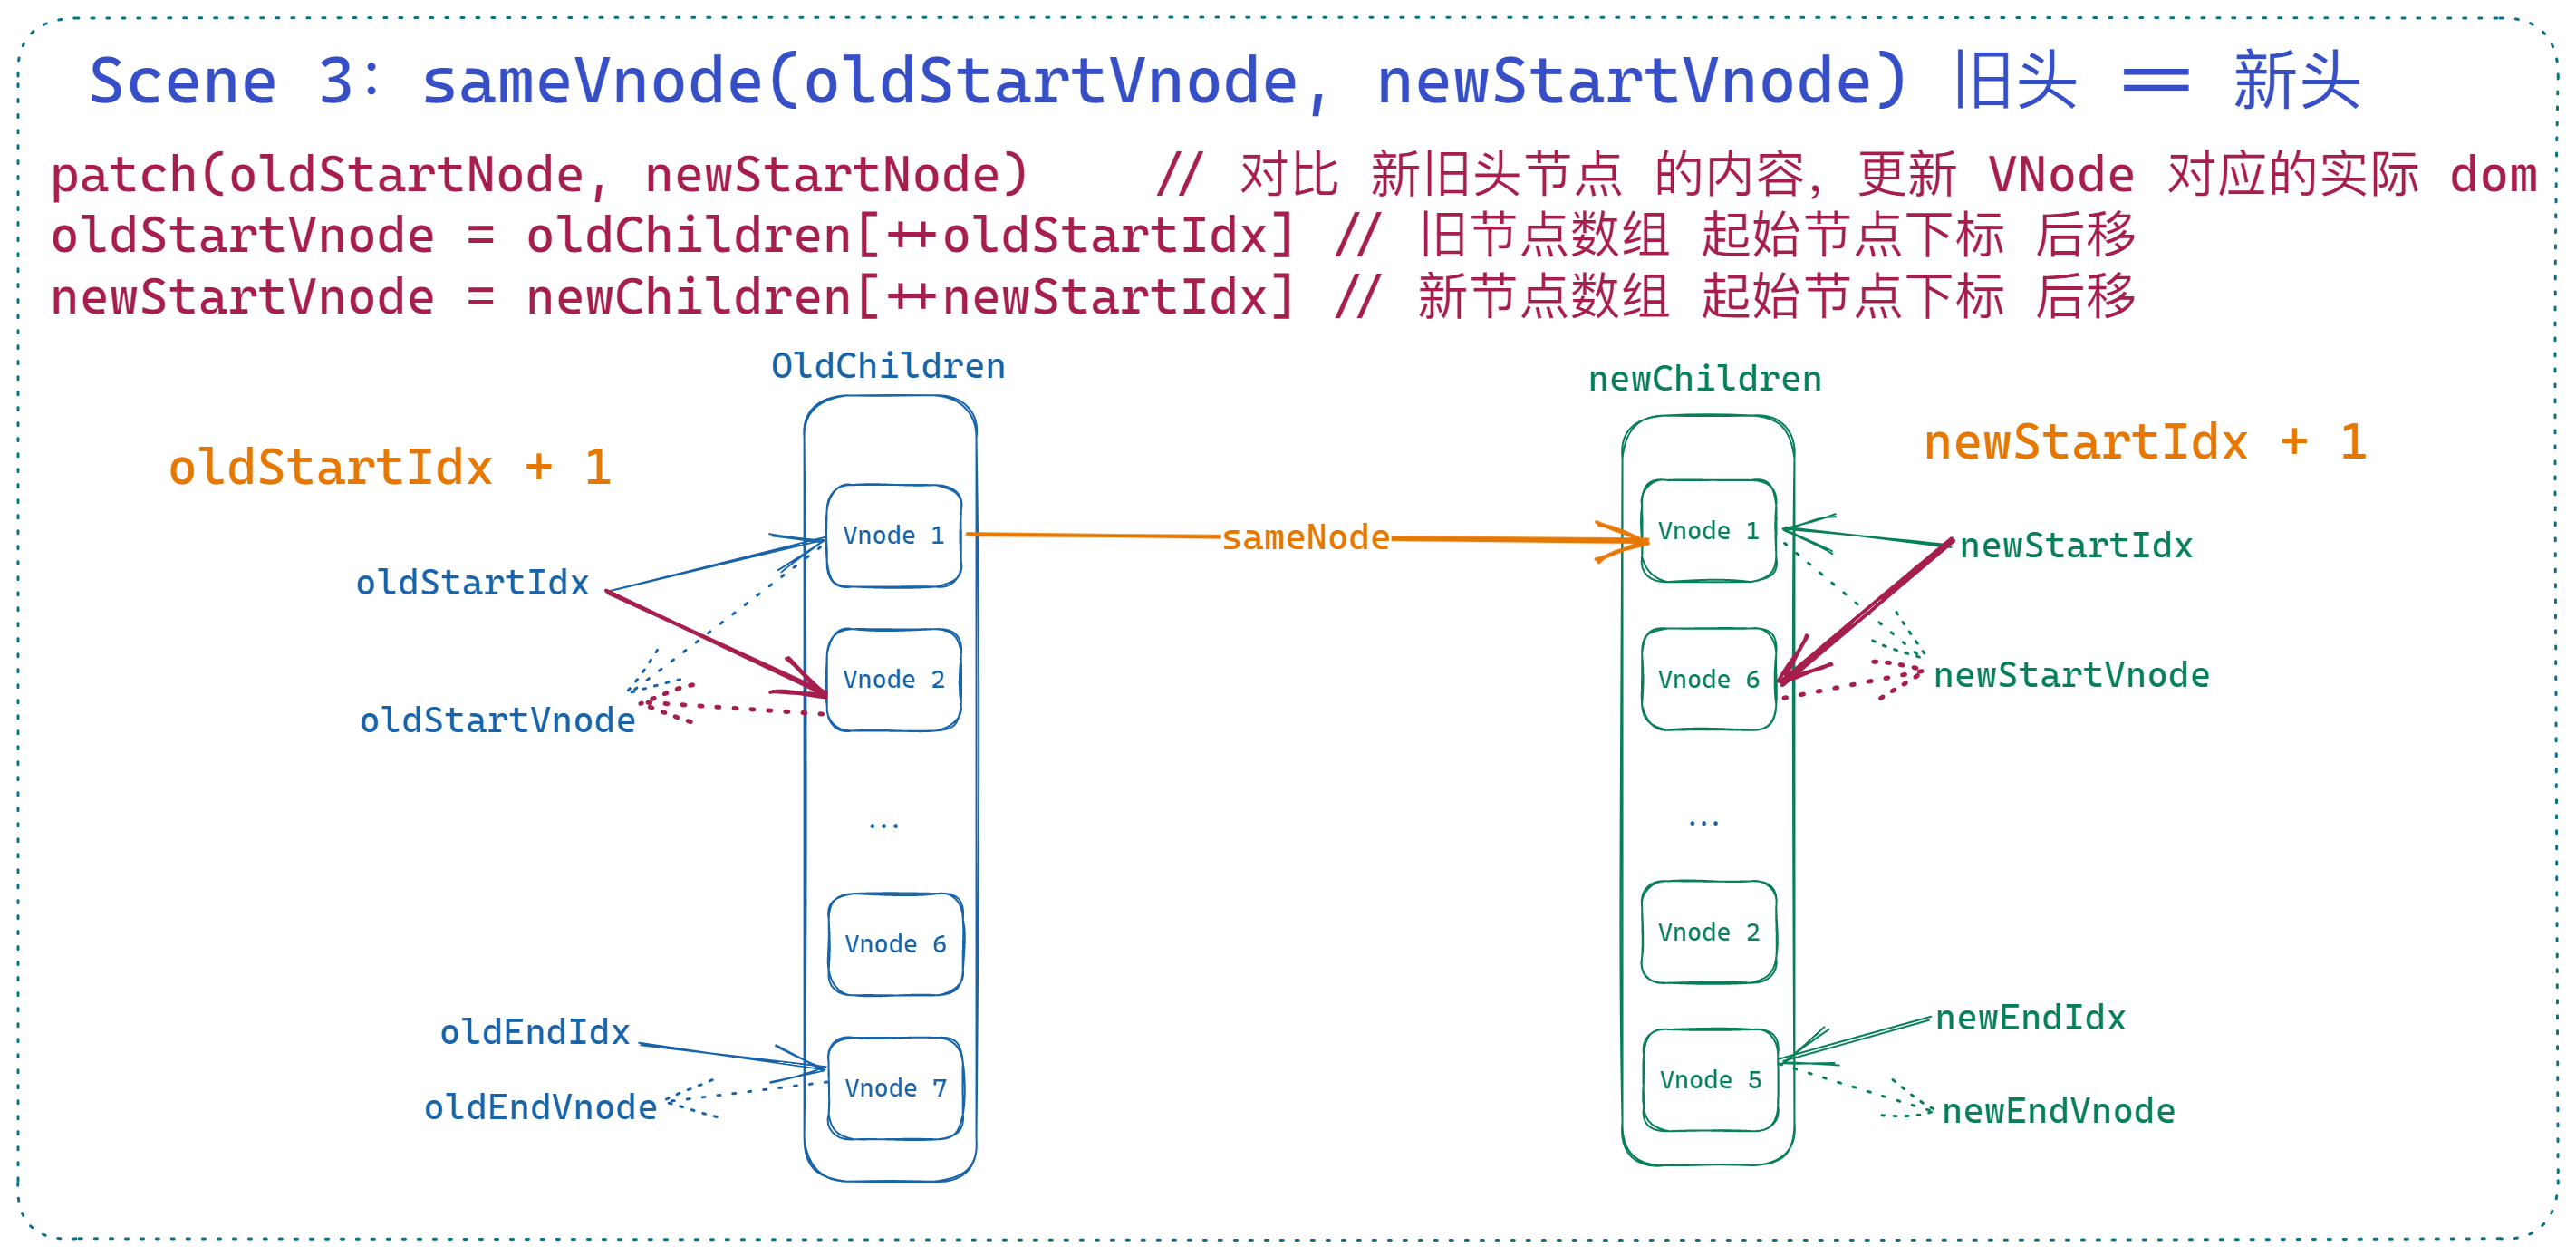 Scene 3: sameVnode(oldStartVnode, newStartVnode) 旧头 == 新头
patch(oldStartNode, newStartNode) // 对比 新旧头节点 的内容，更新 VNode 对应的实际 dom
oldStartVnode = oldChildren[++oldStartIdx] // 旧节点数组 起始节点下标 后移
newStartVnode = newChildren[++newStartIdx] // 新节点数组 起始节点下标 后移
OldChildren
newChildren
oldStartIdx + 1
newStartIdx + 1
Vnode 1
sameNode
Vnode 1
newStartIdx
oldStartIdx
Vnode 2
Vnode 6
newStartVnode
oldStartVnode
...
...
Vnode 6
Vnode 2
oldEndIdx
newEndIdx
Vnode 7
Vnode 5
oldEndVnode
newEndVnode